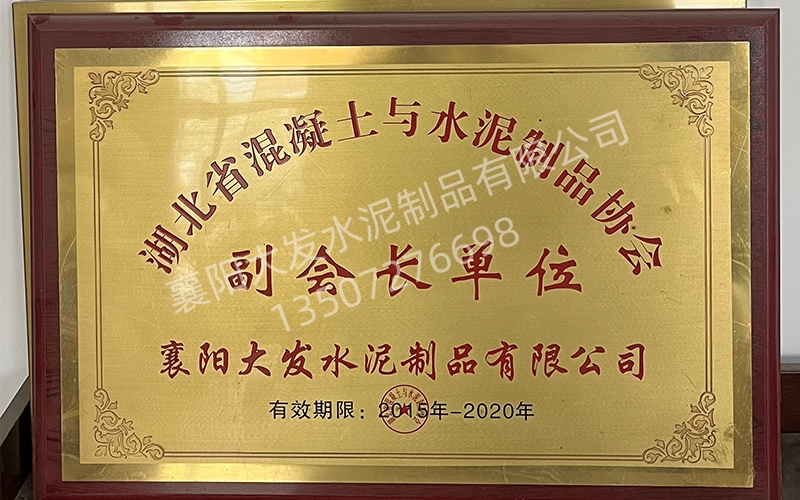 湖北省混凝土与水泥制品协会
副会长单位
襄阳大发水泥制品有限公司
有效期限：2015年-2020年
襄阳大发水泥制品有限公司
13507276698